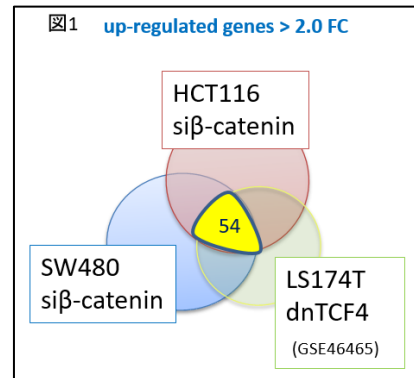 図1 up-regulated genes > 2.0 FC
HCT116
siβ-catenin
54
SW480
siβ-catenin
LS174T
dnTCF4
(GSE46465)